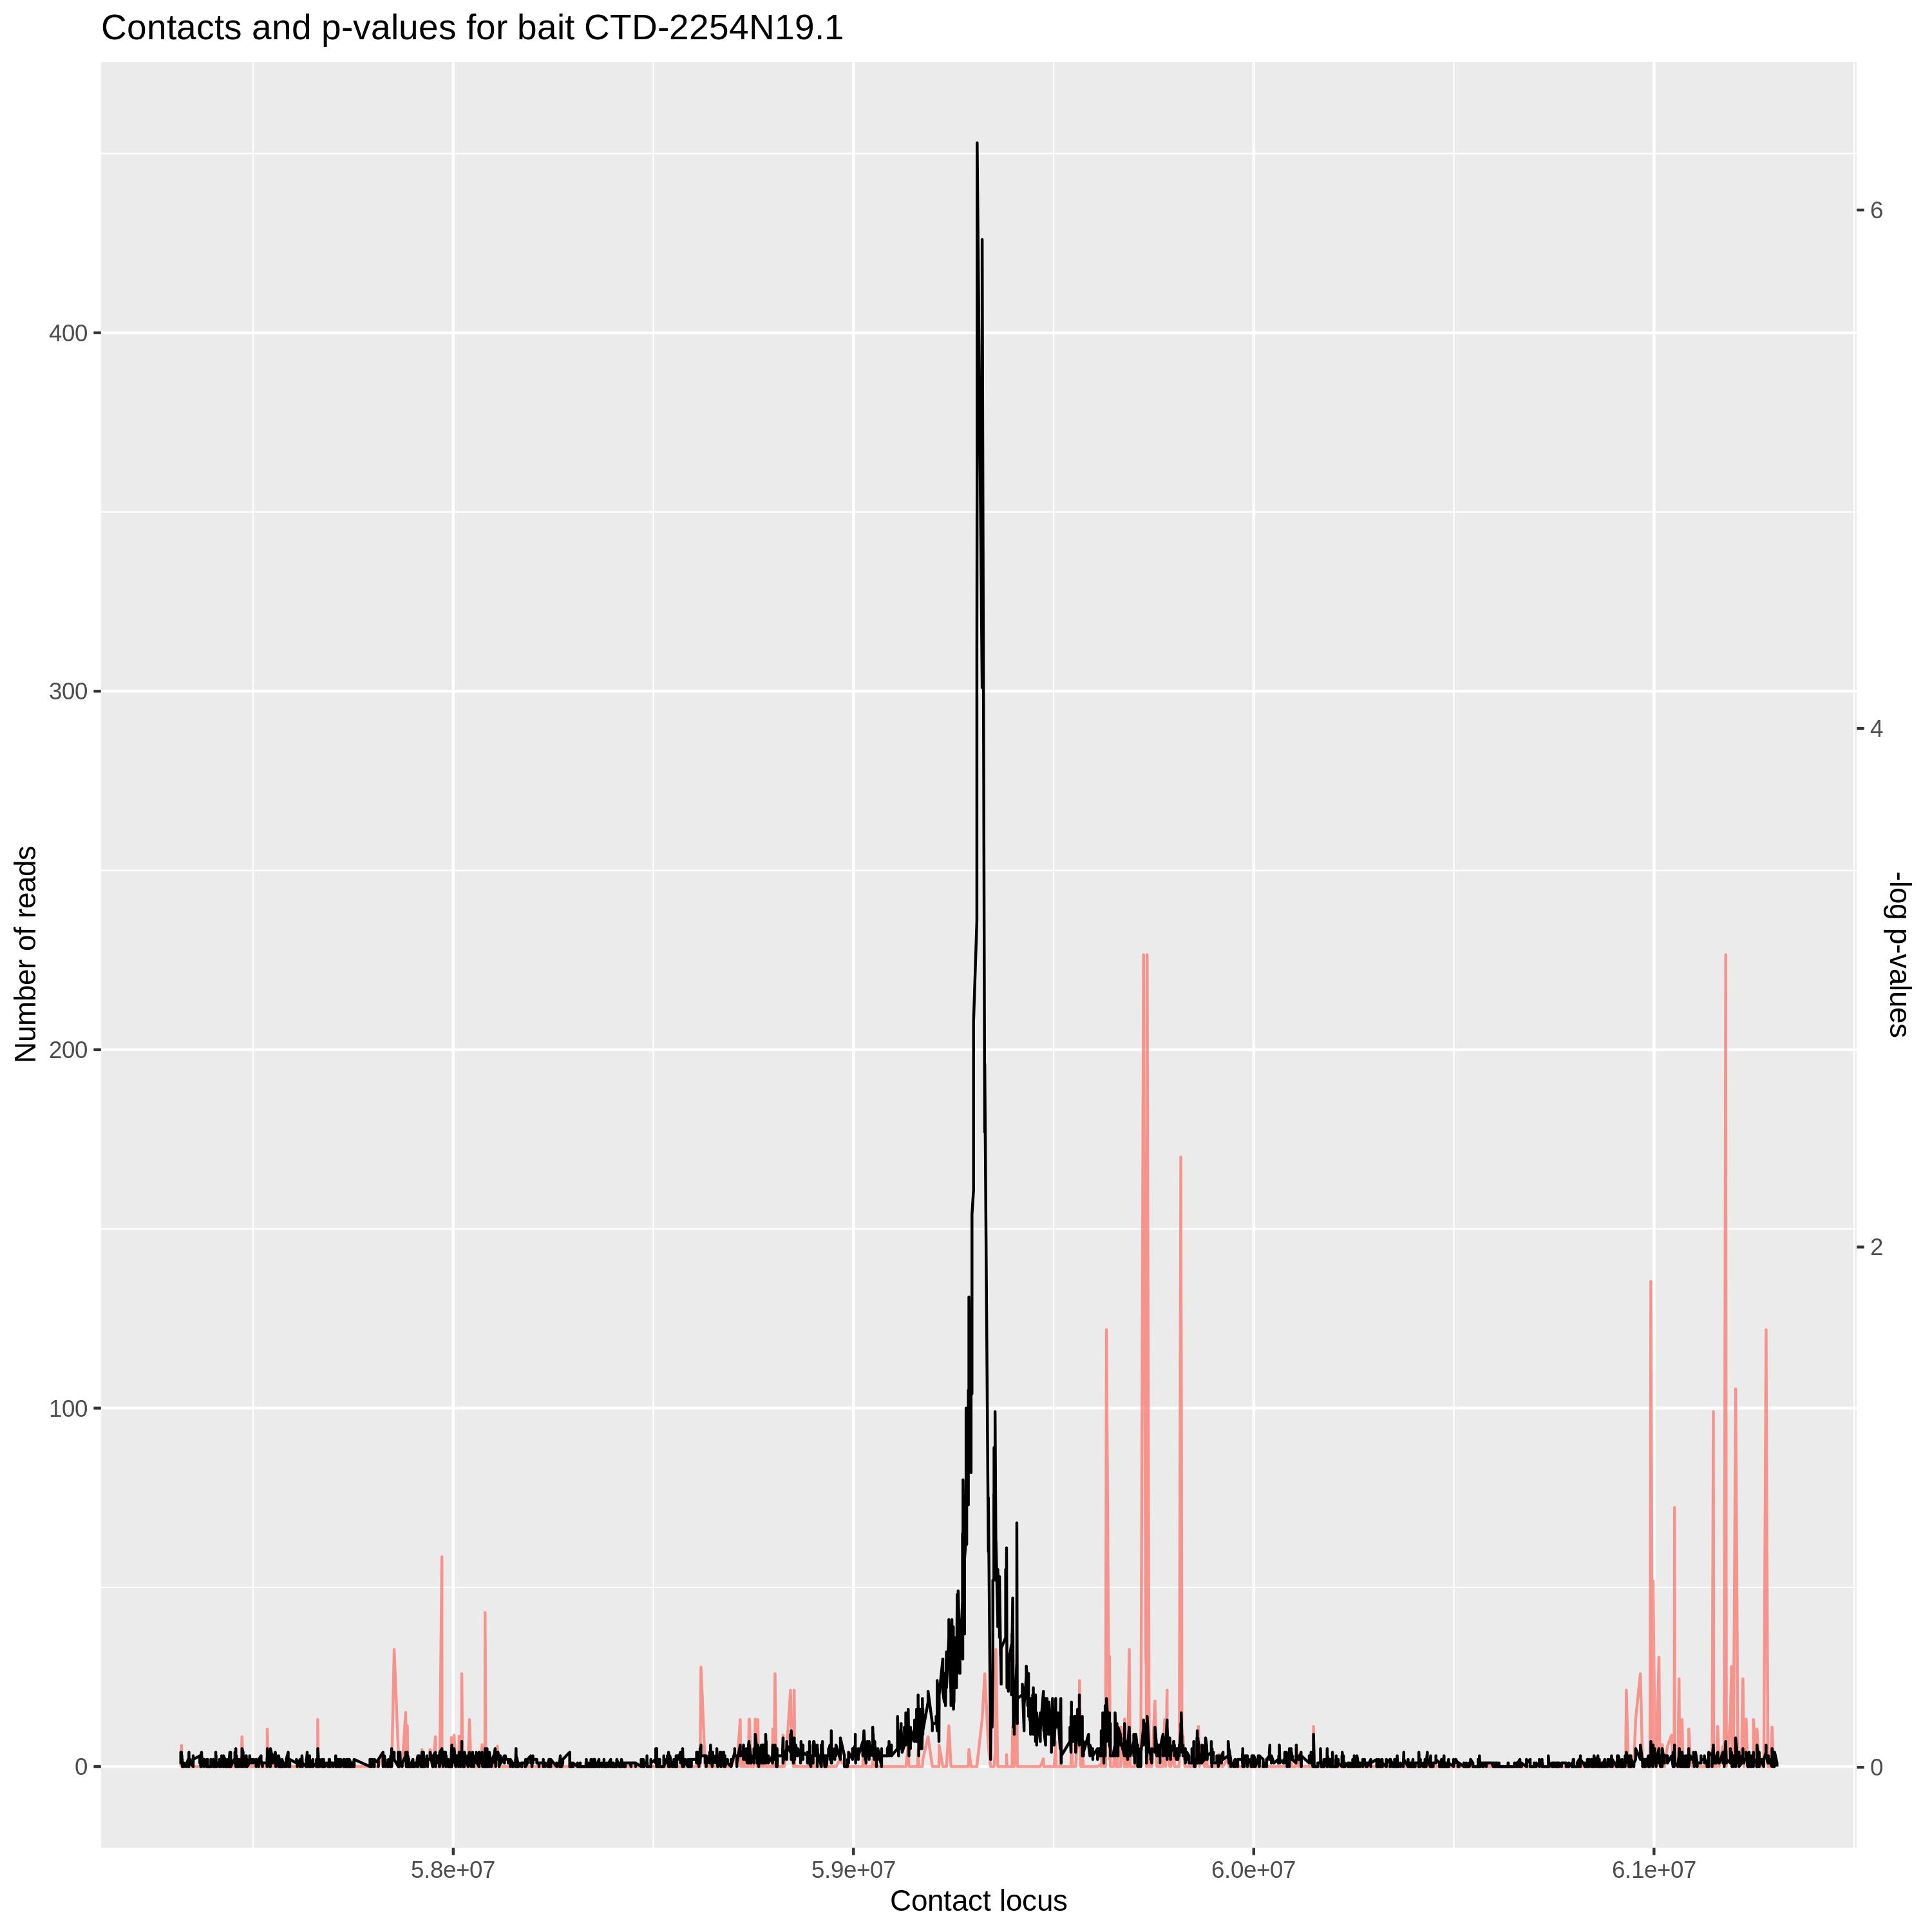 Contacts and p-values for bait CTD-2254N19.1
Number of reads
400
300
200
100
0
6
4
2
0
-log p-values
5.8e+07 5.9e+07 6.0e+07 6.1e+07
Contact locus